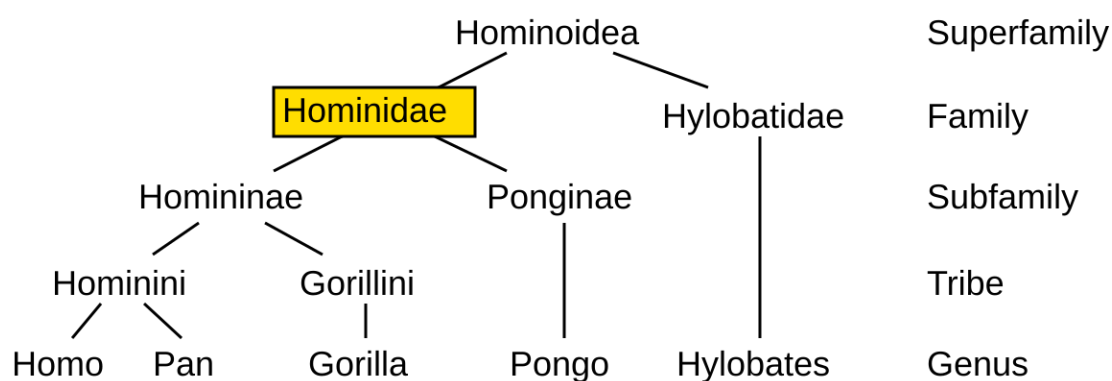 Hominoidea Superfamily
Hominidae Hylobatidae Family
Homininae Ponginae Subfamily
Hominini Gorillini Tribe
Homo Pan Gorilla Pongo Hylobates Genus